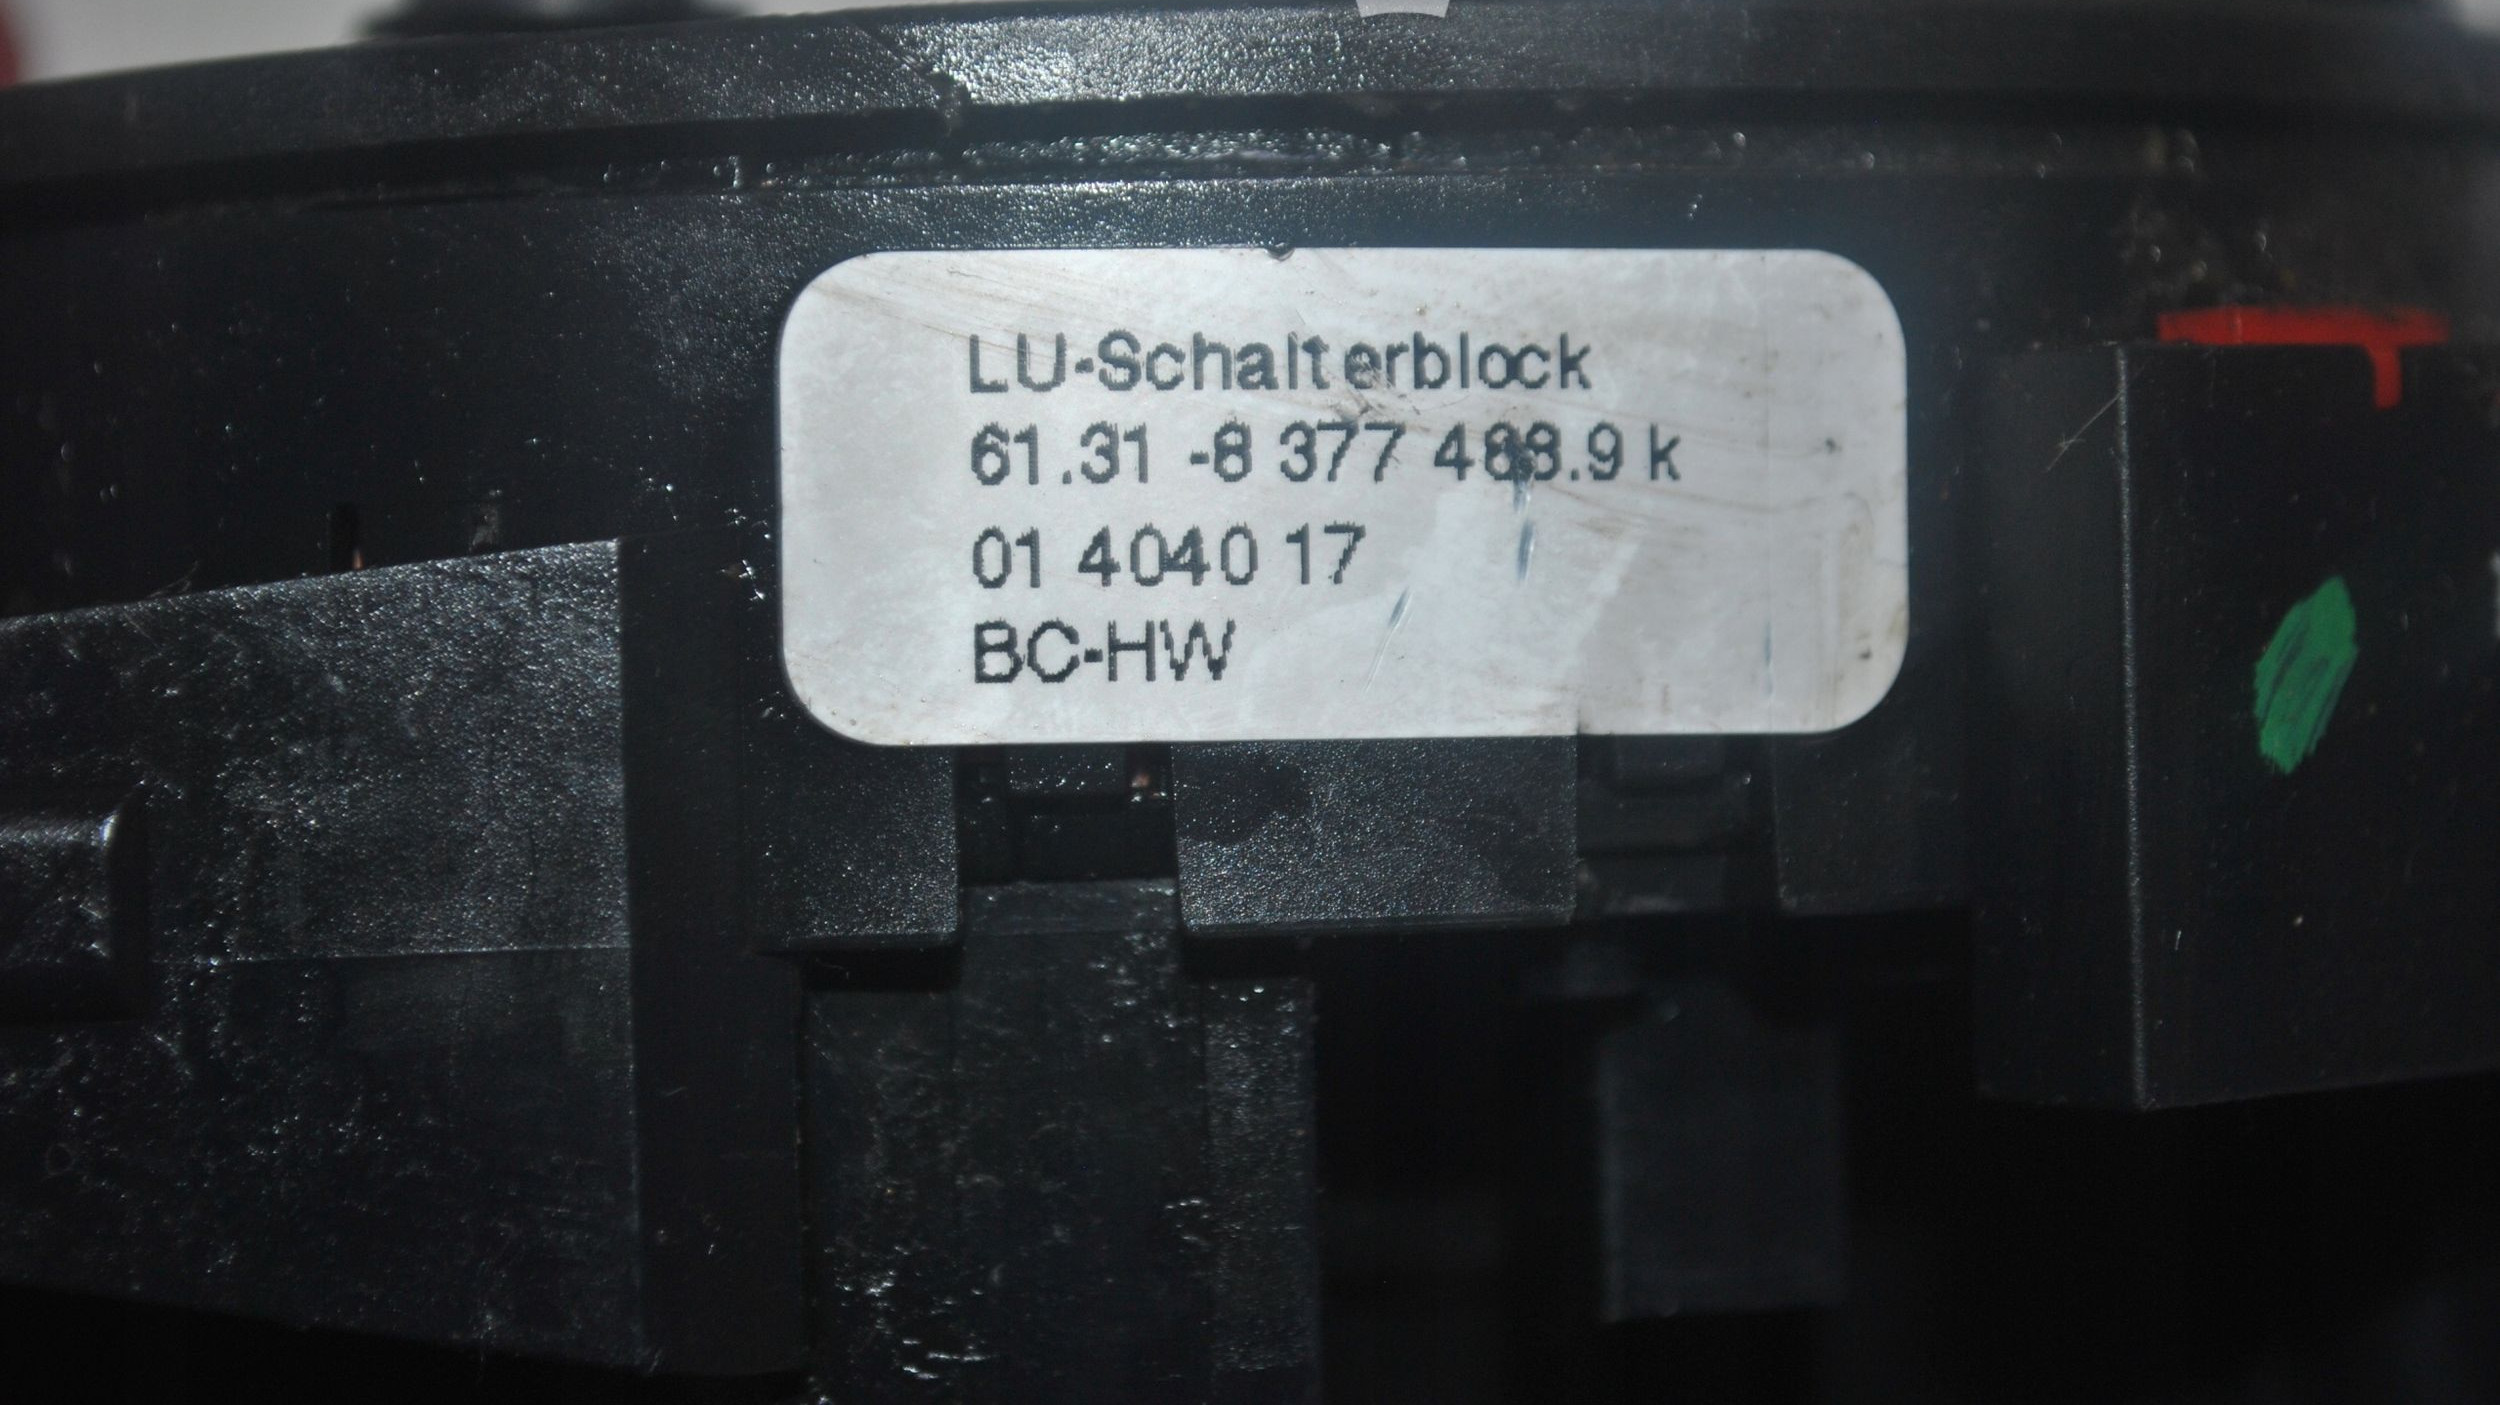 LU-Schalterblock
61.31 -8 377 488.9 k
01 4040 17
BC-HW